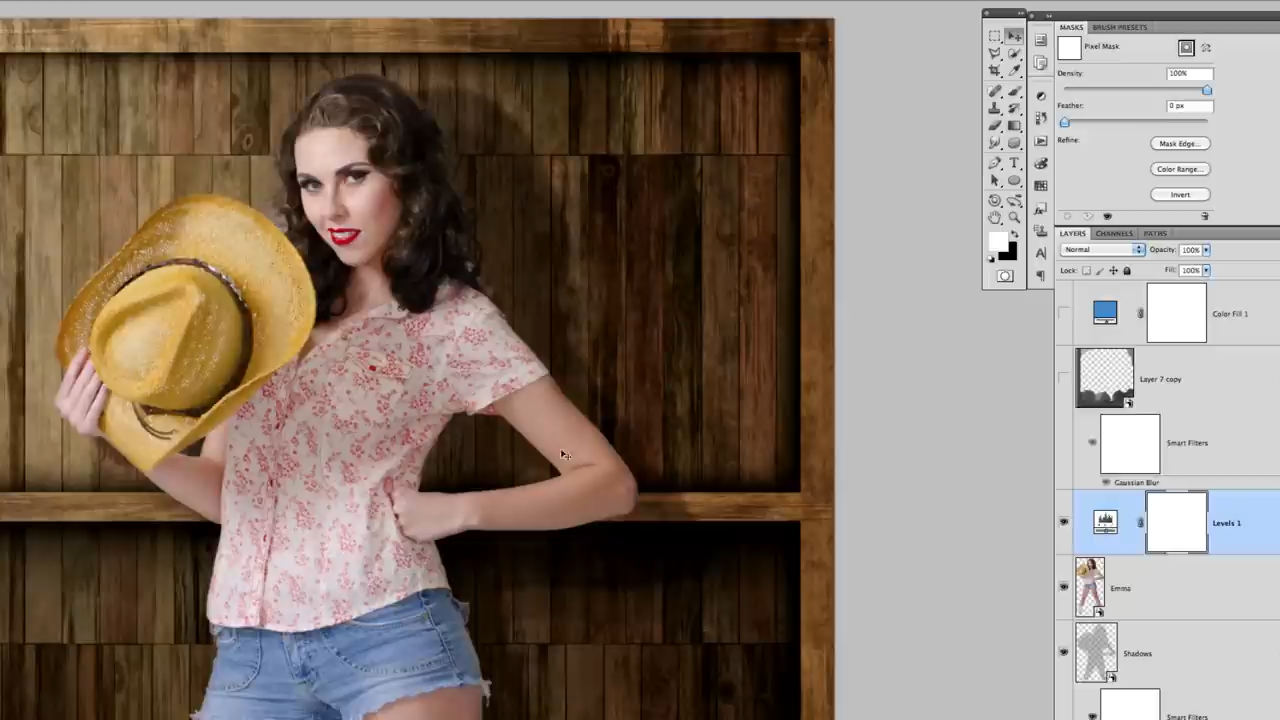 MASKS BRUSH PRESETS
Pixel Mask
Density: 100%
Feather: 0 px
Refine: Mask Edge...
Color Range...
Invert
LAYERS CHANNELS PATHS
Normal Opacity: 100%
Lock: Fill: 100%
Color Fill 1
Layer 7 copy
Smart Filters
Gaussian Blur
Levels 1
Emma
Shadows
Smart Filters